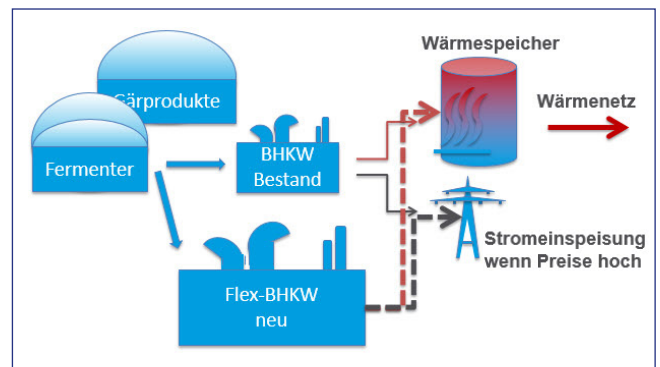 Wärmespeicher
Gärprodukte
Wärmenetz
Fermenter
BHKW
Bestand
Stromeinspeisung
wenn Preise hoch
Flex-BHKW
neu